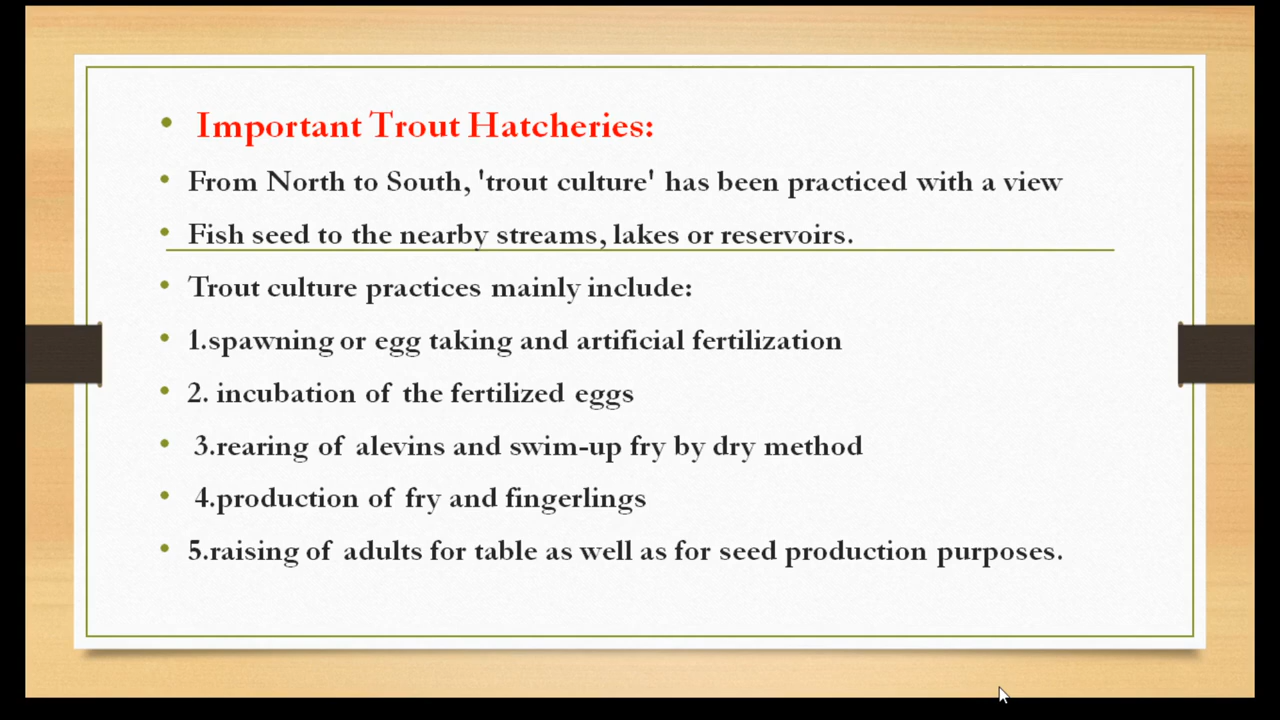 • Important Trout Hatcheries:
• From North to South, 'trout culture' has been practiced with a view
• Fish seed to the nearby streams, lakes or reservoirs.
• Trout culture practices mainly include:
• 1.spawning or egg taking and artificial fertilization
• 2. incubation of the fertilized eggs
• 3.rearing of alevins and swim-up fry by dry method
• 4.production of fry and fingerlings
• 5.raising of adults for table as well as for seed production purposes.